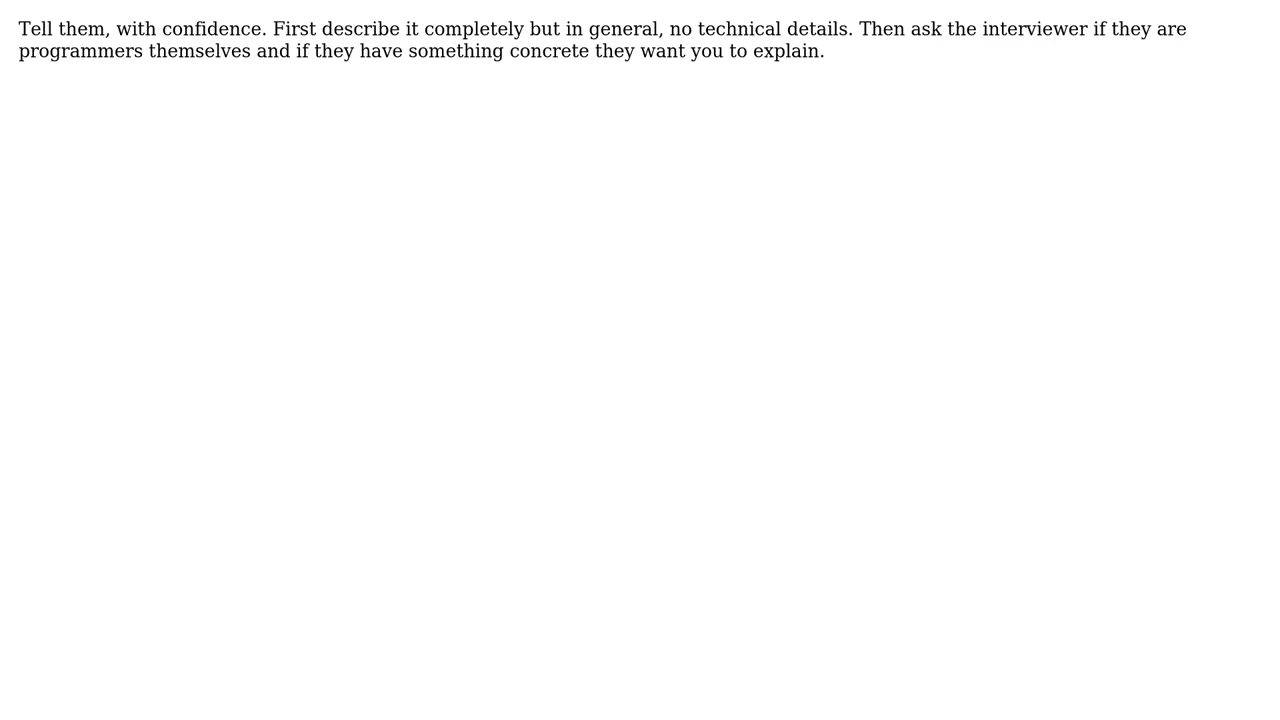 Tell them, with confidence. First describe it completely but in general, no technical details. Then ask the interviewer if they are
programmers themselves and if they have something concrete they want you to explain.